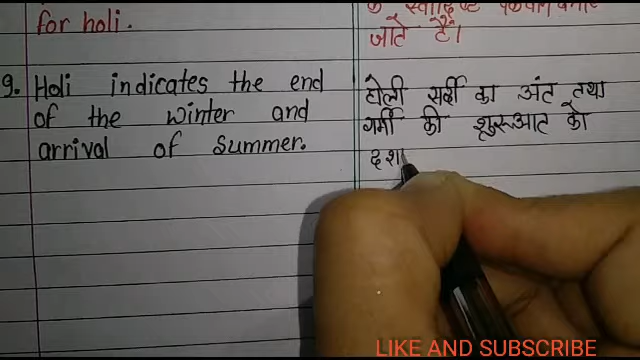 for holi.
जाते हैं।
9. Holi indicates the end
of the winter and
arrival of summer.
होली सर्दी का अंत तथा
गर्मी की शुरूआत को
दशा
LIKE AND SUBSCRIBE